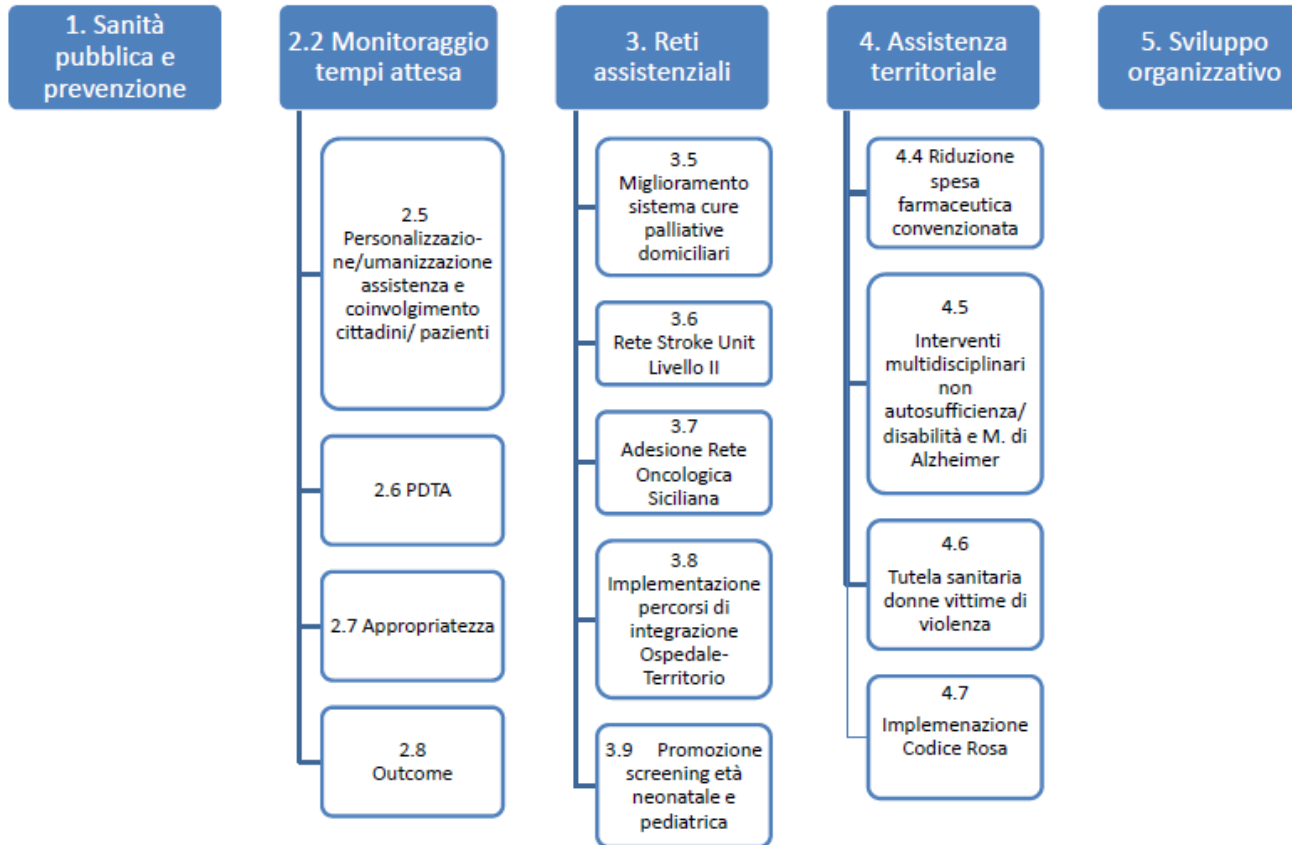 1. Sanità
pubblica e
prevenzione
2.2 Monitoraggio
tempi attesa
3. Reti
assistenziali
4. Assistenza
territoriale
5. Sviluppo
organizzativo
2.5
Personalizzazio-
ne/umanizzazione
assistenza e
coinvolgimento
cittadini/ pazienti
2.6 PDTA
2.7 Appropriatezza
2.8
Outcome
3.5
Miglioramento
sistema cure
palliative
domiciliari
3.6
Rete Stroke Unit
Livello II
3.7
Adesione Rete
Oncologica
Siciliana
3.8
Implementazione
percorsi di
integrazione
Ospedale-
Territorio
3.9 Promozione
screening età
neonatale e
pediatrica
4.4 Riduzione
spesa
farmaceutica
convenzionata
4.5
Interventi
multidisciplinari
non
autosufficienza/
disabilità e M. di
Alzheimer
4.6
Tutela sanitaria
donne vittime di
violenza
4.7
Implemenazione
Codice Rosa